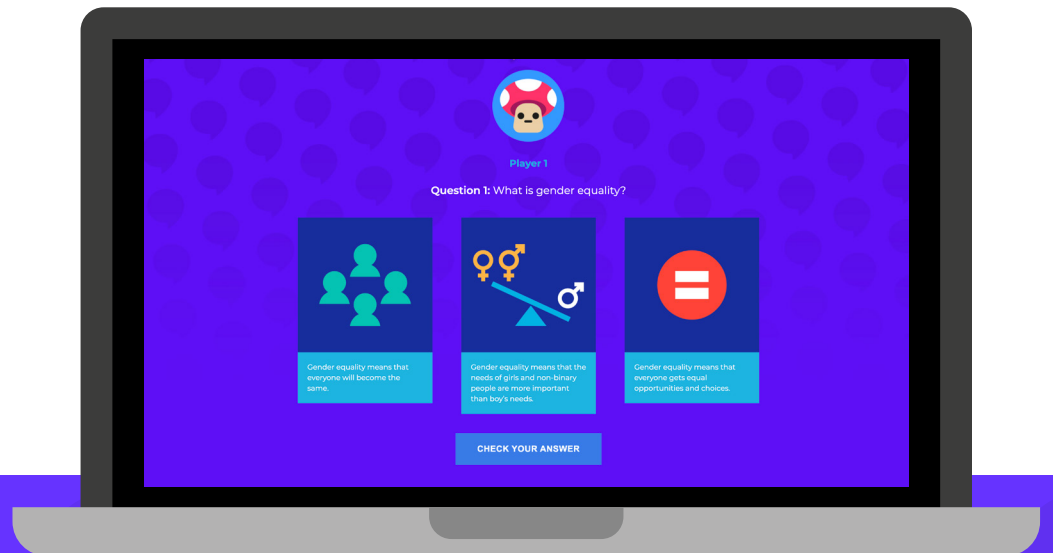 Player 1
Question 1: What is gender equality?
Gender equality means that
everyone will become the
same.
Gender equality means that the
needs of girls and non-binary
people are more important
than boy's needs.
Gender equality means that
everyone gets equal
opportunities and choices.
CHECK YOUR ANSWER